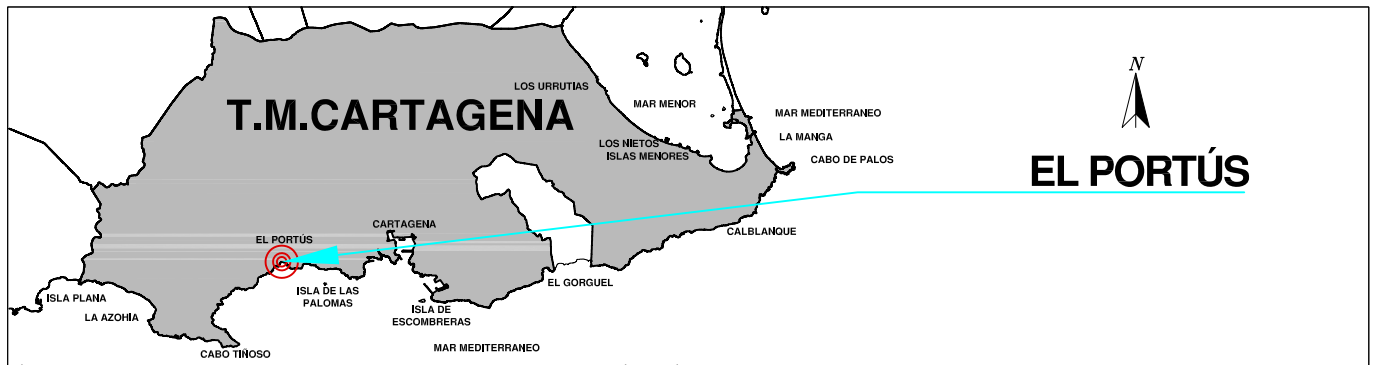 LOS URRUTIAS
MAR MENOR
N
T.M.CARTAGENA
MAR MEDITERRANEO
LA MANGA
LOS NIETOS
ISLAS MENORES
CABO DE PALOS
EL PORTÚS
CARTAGENA
CALBLANQUE
EL PORTÚS
EL GORGUEL
ISLA DE LAS
PALOMAS
ISLA PLANA
LA AZOHIA
ISLA DE
ESCOMBRERAS
MAR MEDITERRANEO
CABO TIÑOSO